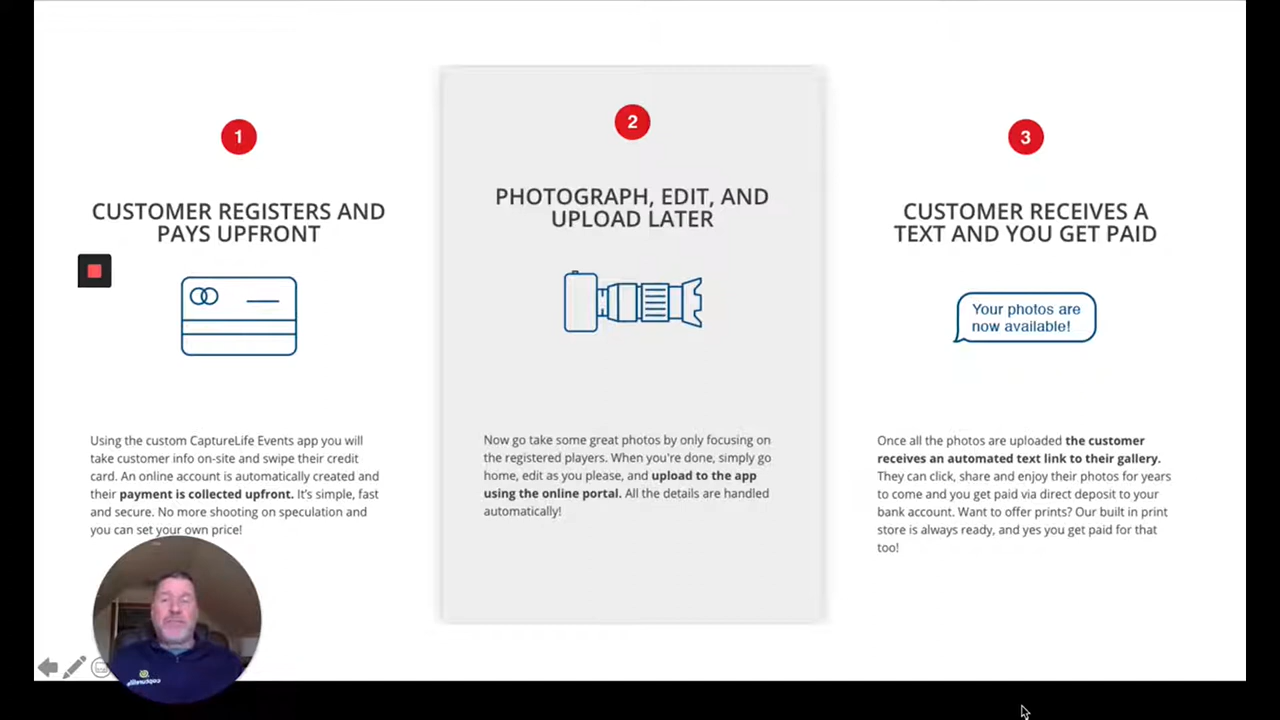 1
CUSTOMER REGISTERS AND
PAYS UPFRONT
Using the custom CaptureLife Events app you will
take customer info on-site and swipe their credit
card. An online account is automatically created and
their payment is collected upfront. It's simple, fast
and secure. No more shooting on speculation and
you can set your own price!
2
PHOTOGRAPH, EDIT, AND
UPLOAD LATER
Now go take some great photos by only focusing on
the registered players. When you're done, simply go
home, edit as you please, and upload to the app
using the online portal. All the details are handled
automatically!
3
CUSTOMER RECEIVES A
TEXT AND YOU GET PAID
Your photos are
now available!
Once all the photos are uploaded the customer
receives an automated text link to their gallery.
They can click, share and enjoy their photos for years
to come and you get paid via direct deposit to your
bank account. Want to offer prints? Our built in print
store is always ready, and yes you get paid for that
too!